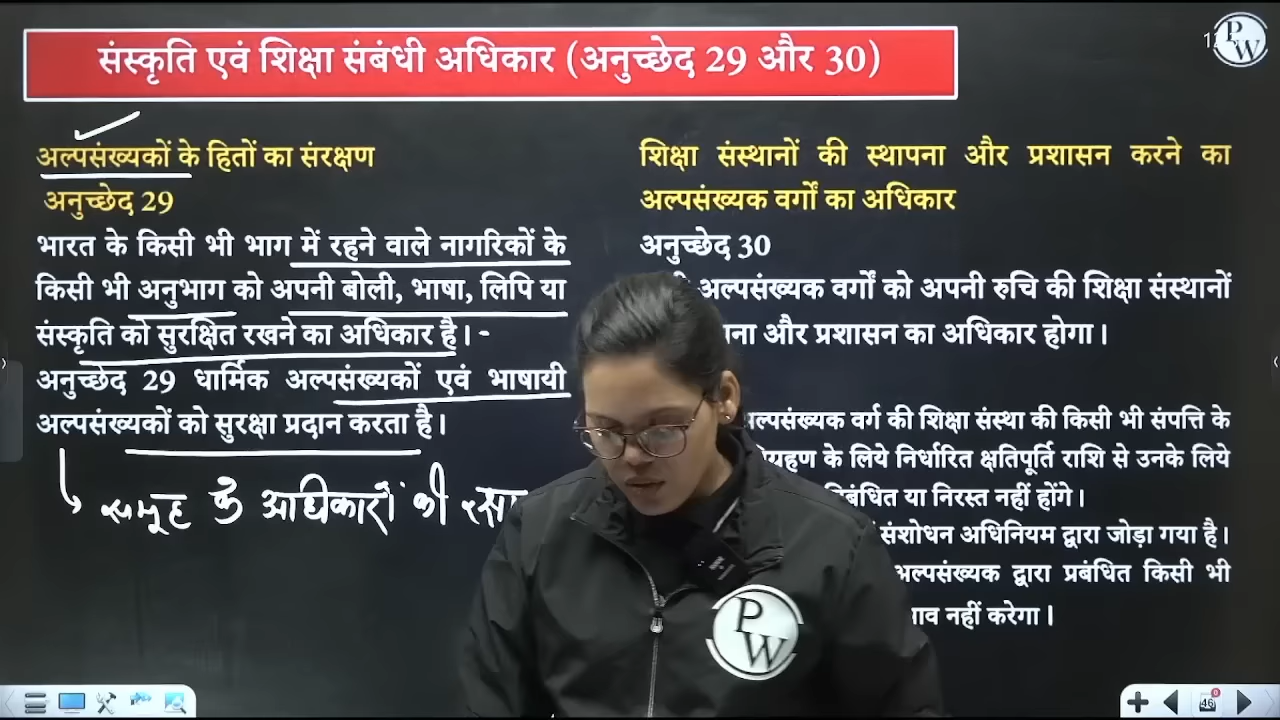 संस्कृति एवं शिक्षा संबंधी अधिकार (अनुच्छेद 29 और 30)
PW
अल्पसंख्यकों के हितों का संरक्षण
अनुच्छेद 29
भारत के किसी भी भाग में रहने वाले नागरिकों के
किसी भी अनुभाग को अपनी बोली, भाषा, लिपि या
संस्कृति को सुरक्षित रखने का अधिकार है। -
अनुच्छेद 29 धार्मिक अल्पसंख्यकों एवं भाषायी
अल्पसंख्यकों को सुरक्षा प्रदान करता है।
समूह के अधिकारों की रक्षा
शिक्षा संस्थानों की स्थापना और प्रशासन करने का
अल्पसंख्यक वर्गों का अधिकार
अनुच्छेद 30
अल्पसंख्यक वर्गों को अपनी रुचि की शिक्षा संस्थानों
और प्रशासन का अधिकार होगा।
अल्पसंख्यक वर्ग की शिक्षा संस्था की किसी भी संपत्ति के
के लिये निर्धारित क्षतिपूर्ति राशि से उनके लिये
या निरस्त नहीं होंगे।
संशोधन अधिनियम द्वारा जोड़ा गया है।
अल्पसंख्यक द्वारा प्रबंधित किसी भी
नहीं करेगा।
PW
46